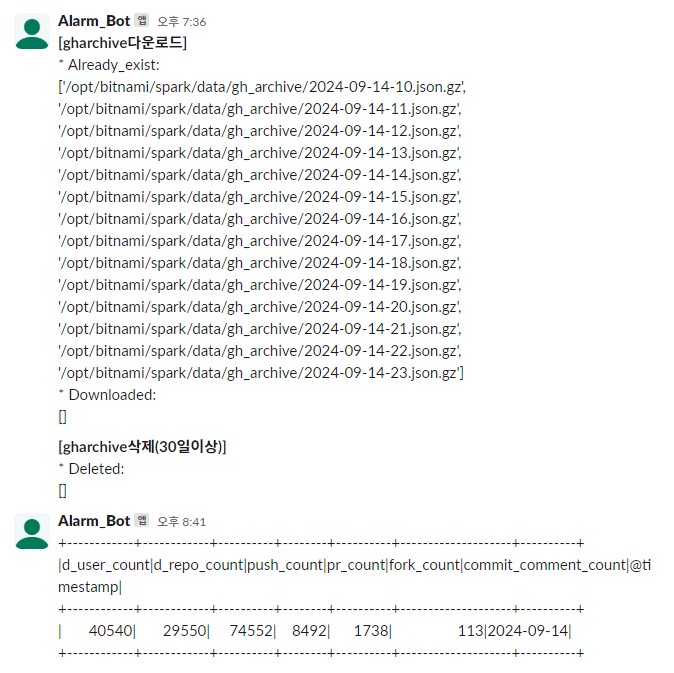 Alarm_Bot 앱 오후 7:36
[gharchive다운로드]
* Already_exist:
['/opt/bitnami/spark/data/gh_archive/2024-09-14-10.json.gz',
'/opt/bitnami/spark/data/gh_archive/2024-09-14-11.json.gz',
'/opt/bitnami/spark/data/gh_archive/2024-09-14-12.json.gz',
'/opt/bitnami/spark/data/gh_archive/2024-09-14-13.json.gz',
'/opt/bitnami/spark/data/gh_archive/2024-09-14-14.json.gz',
'/opt/bitnami/spark/data/gh_archive/2024-09-14-15.json.gz',
'/opt/bitnami/spark/data/gh_archive/2024-09-14-16.json.gz',
'/opt/bitnami/spark/data/gh_archive/2024-09-14-17.json.gz',
'/opt/bitnami/spark/data/gh_archive/2024-09-14-18.json.gz',
'/opt/bitnami/spark/data/gh_archive/2024-09-14-19.json.gz',
'/opt/bitnami/spark/data/gh_archive/2024-09-14-20.json.gz',
'/opt/bitnami/spark/data/gh_archive/2024-09-14-21.json.gz',
'/opt/bitnami/spark/data/gh_archive/2024-09-14-22.json.gz',
'/opt/bitnami/spark/data/gh_archive/2024-09-14-23.json.gz']
* Downloaded:
[]
[gharchive삭제(30일이상)]
* Deleted:
[]
Alarm_Bot 앱 오후 8:41
+------------+------------+----------+--------+----------+--------------------+----------+
|d_user_count|d_repo_count|push_count|pr_count|fork_count|commit_comment_count|@ti
mestamp|
+------------+------------+----------+--------+----------+--------------------+----------+
|       40540|       29550|     74552|    8492|      1738|                 113|2024-09-14|
+------------+------------+----------+--------+----------+--------------------+----------+